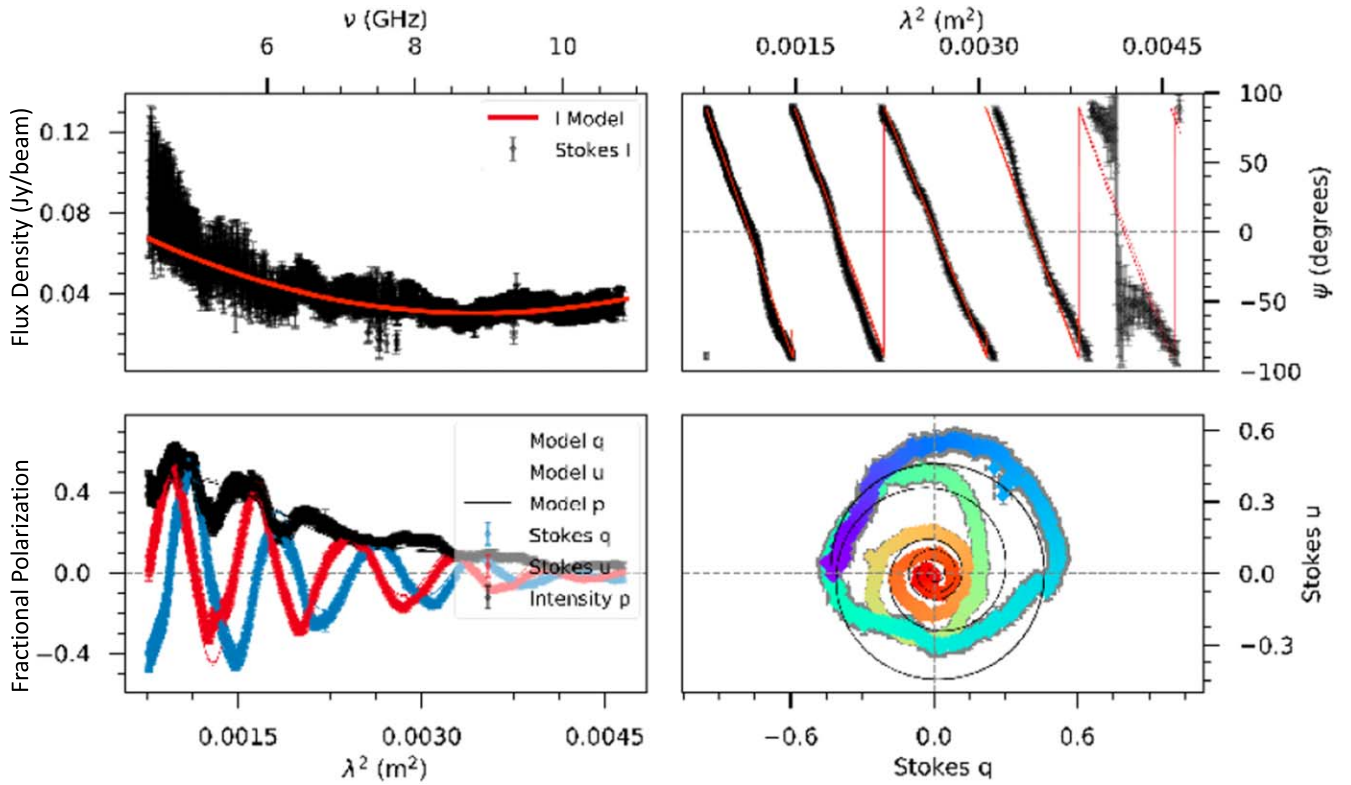 ν (GHz)
6 8 10
λ² (m²)
0.0015 0.0030 0.0045
Flux Density (Jy/beam)
0.12
0.08
0.04
I Model
Stokes I
100
50
0
−50
−100
ψ (degrees)
Fractional Polarization
0.4
0.0
−0.4
Model q
Model u
Model p
Stokes q
Stokes u
Intensity p
0.6
0.3
0.0
−0.3
Stokes u
0.0015 0.0030 0.0045
λ² (m²)
−0.6 0.0 0.6
Stokes q